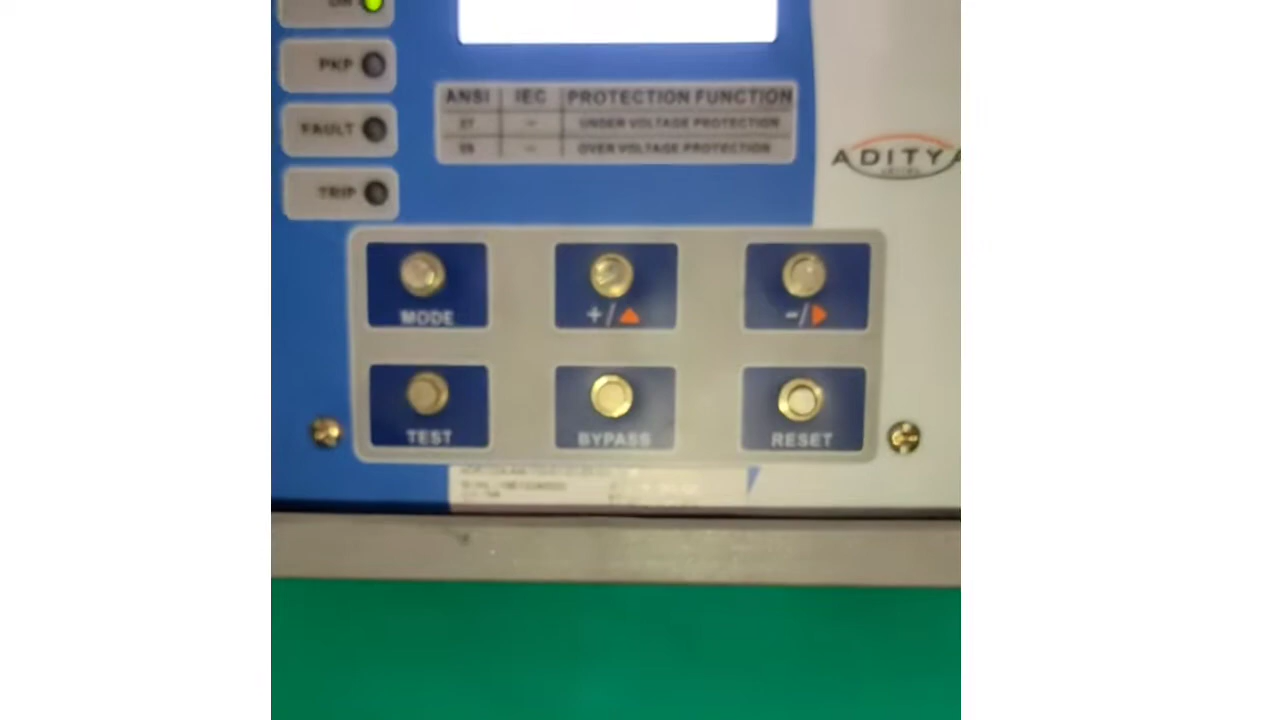 ON
PKP
FAULT
TRIP
ANSI IEC PROTECTION FUNCTION
27 -- UNDER VOLTAGE PROTECTION
59 -- OVER VOLTAGE PROTECTION
ADITYA
MODE
+/▲
-/▶
TEST
BYPASS
RESET